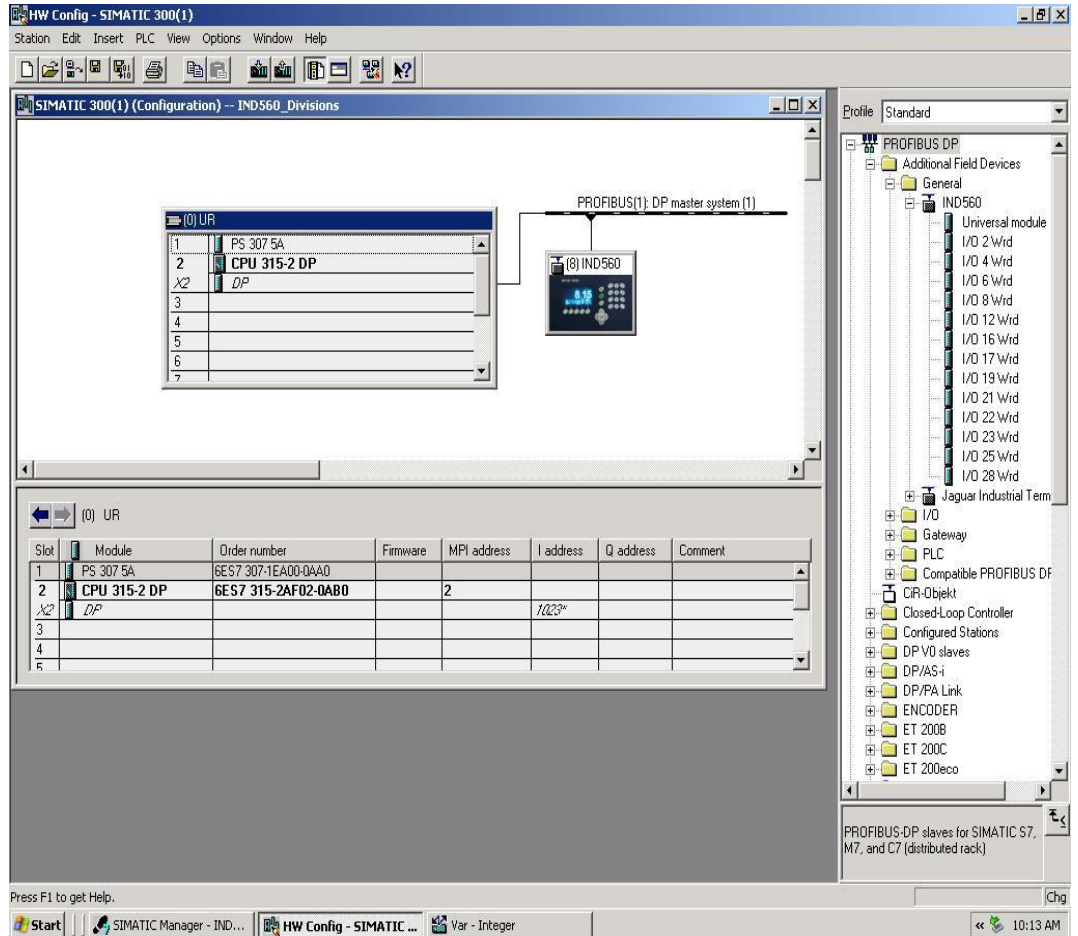 HW Config - SIMATIC 300(1)
Station Edit Insert PLC View Options Window Help
SIMATIC 300(1) (Configuration) -- IND560_Divisions
(0) UR
1 PS 307 5A
2 CPU 315-2 DP
X2 DP
3
4
5
6
7
PROFIBUS(1): DP master system (1)
(8) IND560
8.15
(0) UR
Slot Module Order number Firmware MPI address I address Q address Comment
1 PS 307 5A 6ES7 307-1EA00-0AA0
2 CPU 315-2 DP 6ES7 315-2AF02-0AB0 2
X2 DP 1023*
3
4
5
Profile Standard
PROFIBUS DP
Additional Field Devices
General
IND560
Universal module
I/O 2 Wrd
I/O 4 Wrd
I/O 6 Wrd
I/O 8 Wrd
I/O 12 Wrd
I/O 16 Wrd
I/O 17 Wrd
I/O 19 Wrd
I/O 21 Wrd
I/O 22 Wrd
I/O 23 Wrd
I/O 25 Wrd
I/O 28 Wrd
Jaguar Industrial Term
I/O
Gateway
PLC
Compatible PROFIBUS DP
CiR-Objekt
Closed-Loop Controller
Configured Stations
DP V0 slaves
DP/AS-i
DP/PA Link
ENCODER
ET 200B
ET 200C
ET 200eco
PROFIBUS-DP slaves for SIMATIC S7,
M7, and C7 (distributed rack)
Press F1 to get Help.
Chg
Start SIMATIC Manager - IND... HW Config - SIMATIC ... Var - Integer « 10:13 AM